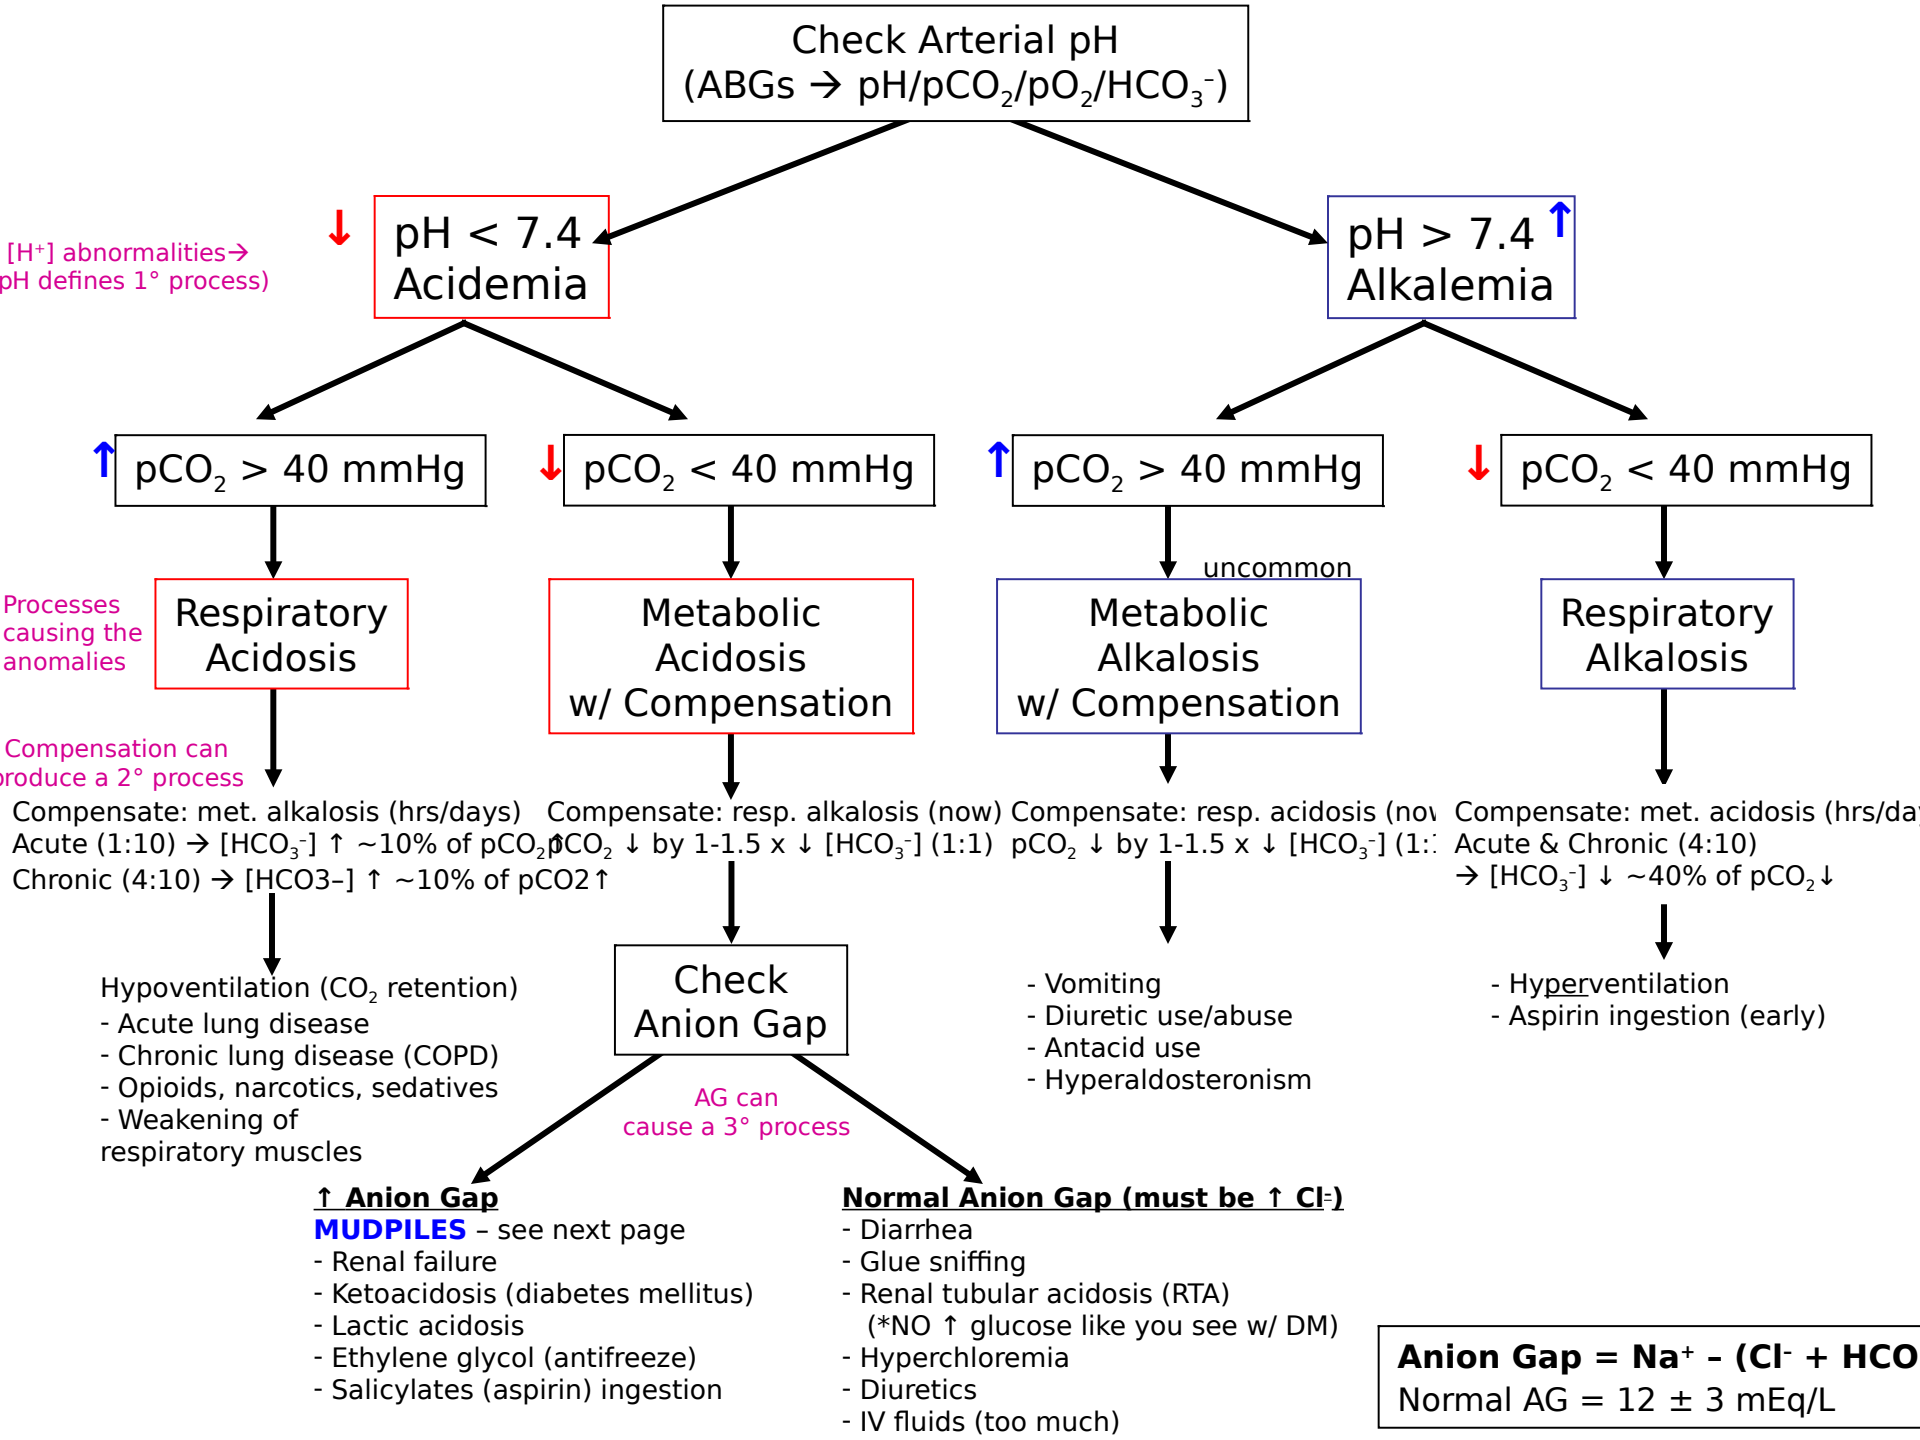 Check Arterial pH
(ABGs → pH/pCO₂/pO₂/HCO₃⁻)
↓
pH < 7.4
Acidemia
pH > 7.4 ↑
Alkalemia
[H⁺] abnormalities→
pH defines 1° process)
↑ pCO₂ > 40 mmHg
↓ pCO₂ < 40 mmHg
↑ pCO₂ > 40 mmHg
↓ pCO₂ < 40 mmHg
uncommon
Processes
causing the
anomalies
Respiratory
Acidosis
Metabolic
Acidosis
w/ Compensation
Metabolic
Alkalosis
w/ Compensation
Respiratory
Alkalosis
Compensation can
produce a 2° process
Compensate: met. alkalosis (hrs/days)
Acute (1:10) → [HCO₃⁻] ↑ ~10% of pCO₂↑
Chronic (4:10) → [HCO3–] ↑ ~10% of pCO2↑
Compensate: resp. alkalosis (now)
pCO₂ ↓ by 1-1.5 x ↓ [HCO₃⁻] (1:1)
Compensate: resp. acidosis (now
pCO₂ ↓ by 1-1.5 x ↓ [HCO₃⁻] (1:1
Compensate: met. acidosis (hrs/da
Acute & Chronic (4:10)
→ [HCO₃⁻] ↓ ~40% of pCO₂↓
Hypoventilation (CO₂ retention)
- Acute lung disease
- Chronic lung disease (COPD)
- Opioids, narcotics, sedatives
- Weakening of
respiratory muscles
Check
Anion Gap
- Vomiting
- Diuretic use/abuse
- Antacid use
- Hyperaldosteronism
- Hyperventilation
- Aspirin ingestion (early)
AG can
cause a 3° process
↑ Anion Gap
MUDPILES – see next page
- Renal failure
- Ketoacidosis (diabetes mellitus)
- Lactic acidosis
- Ethylene glycol (antifreeze)
- Salicylates (aspirin) ingestion
Normal Anion Gap (must be ↑ Cl⁻)
- Diarrhea
- Glue sniffing
- Renal tubular acidosis (RTA)
(*NO ↑ glucose like you see w/ DM)
- Hyperchloremia
- Diuretics
- IV fluids (too much)
Anion Gap = Na⁺ – (Cl⁻ + HCO
Normal AG = 12 ± 3 mEq/L